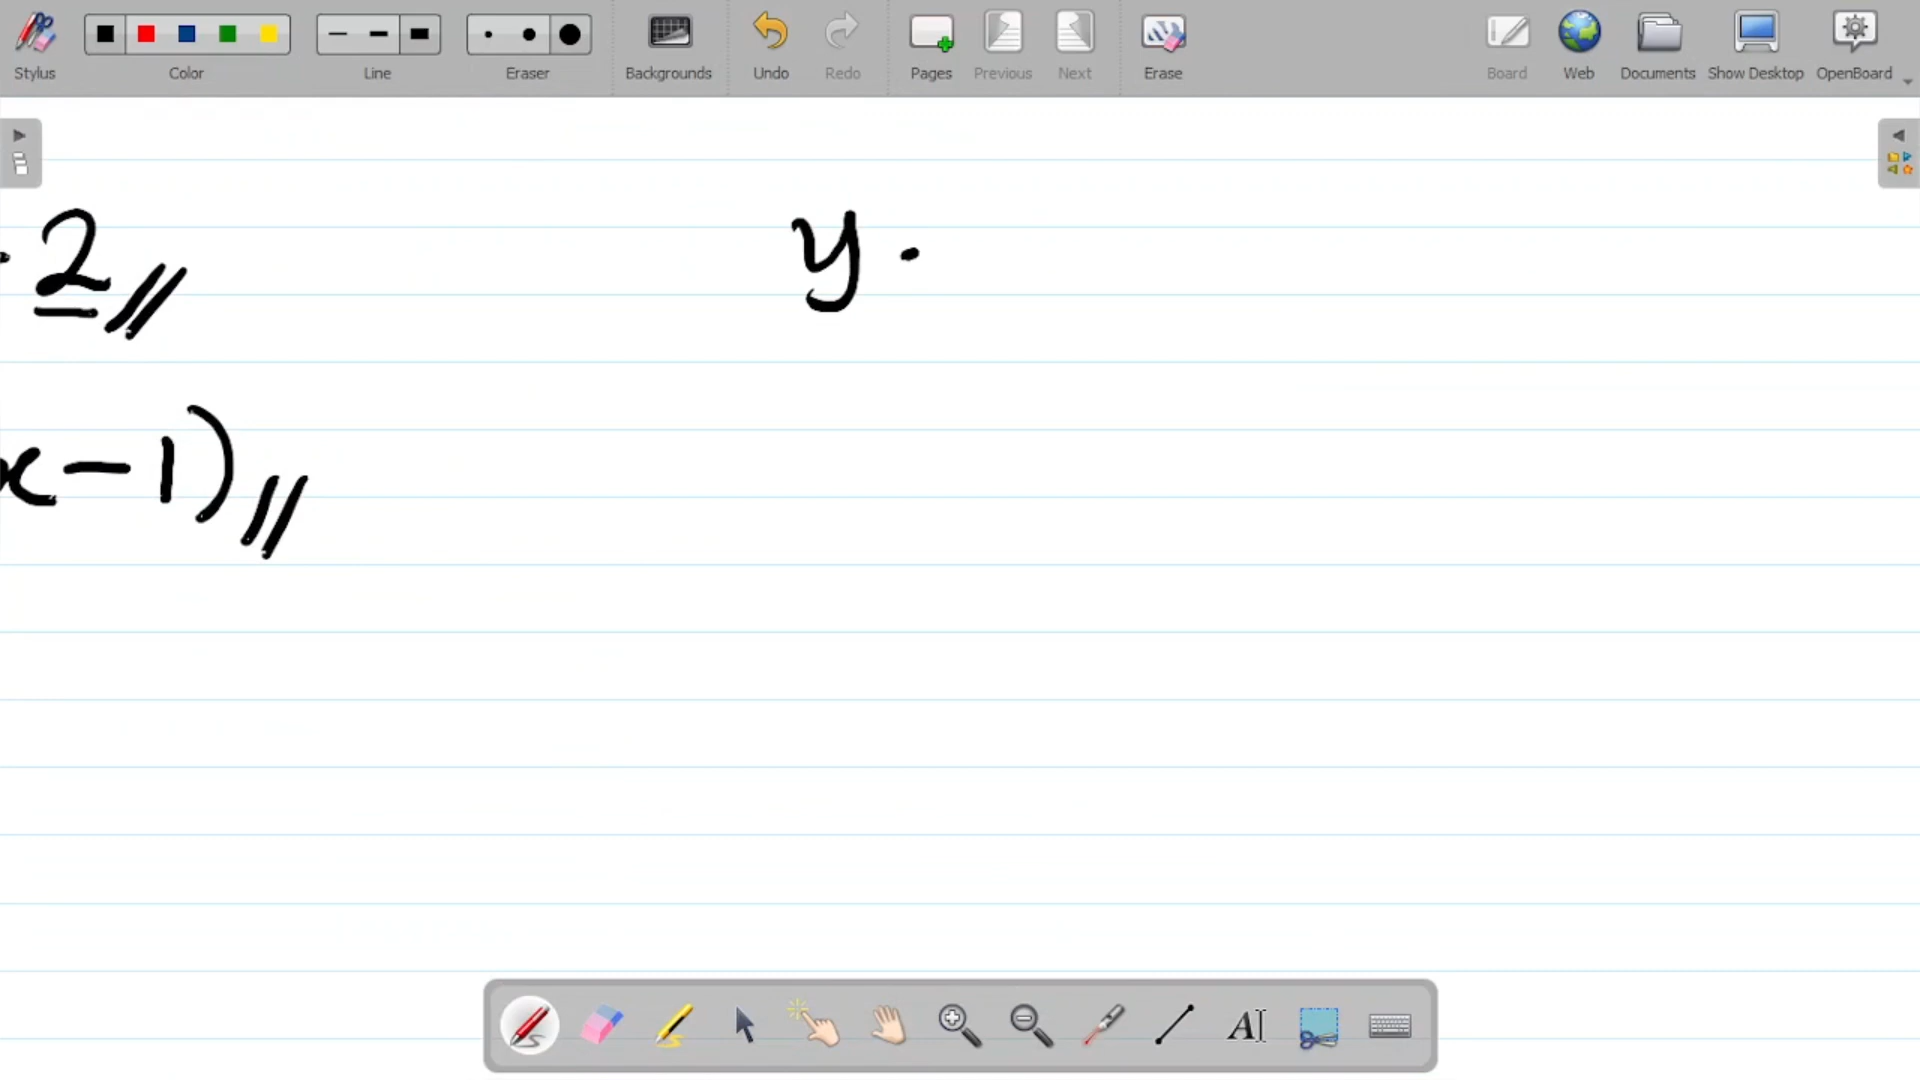 Stylus Color Line Eraser Backgrounds Undo Redo Pages Previous Next Erase Board Web Documents Show Desktop OpenBoard
2 y .
x - 1)